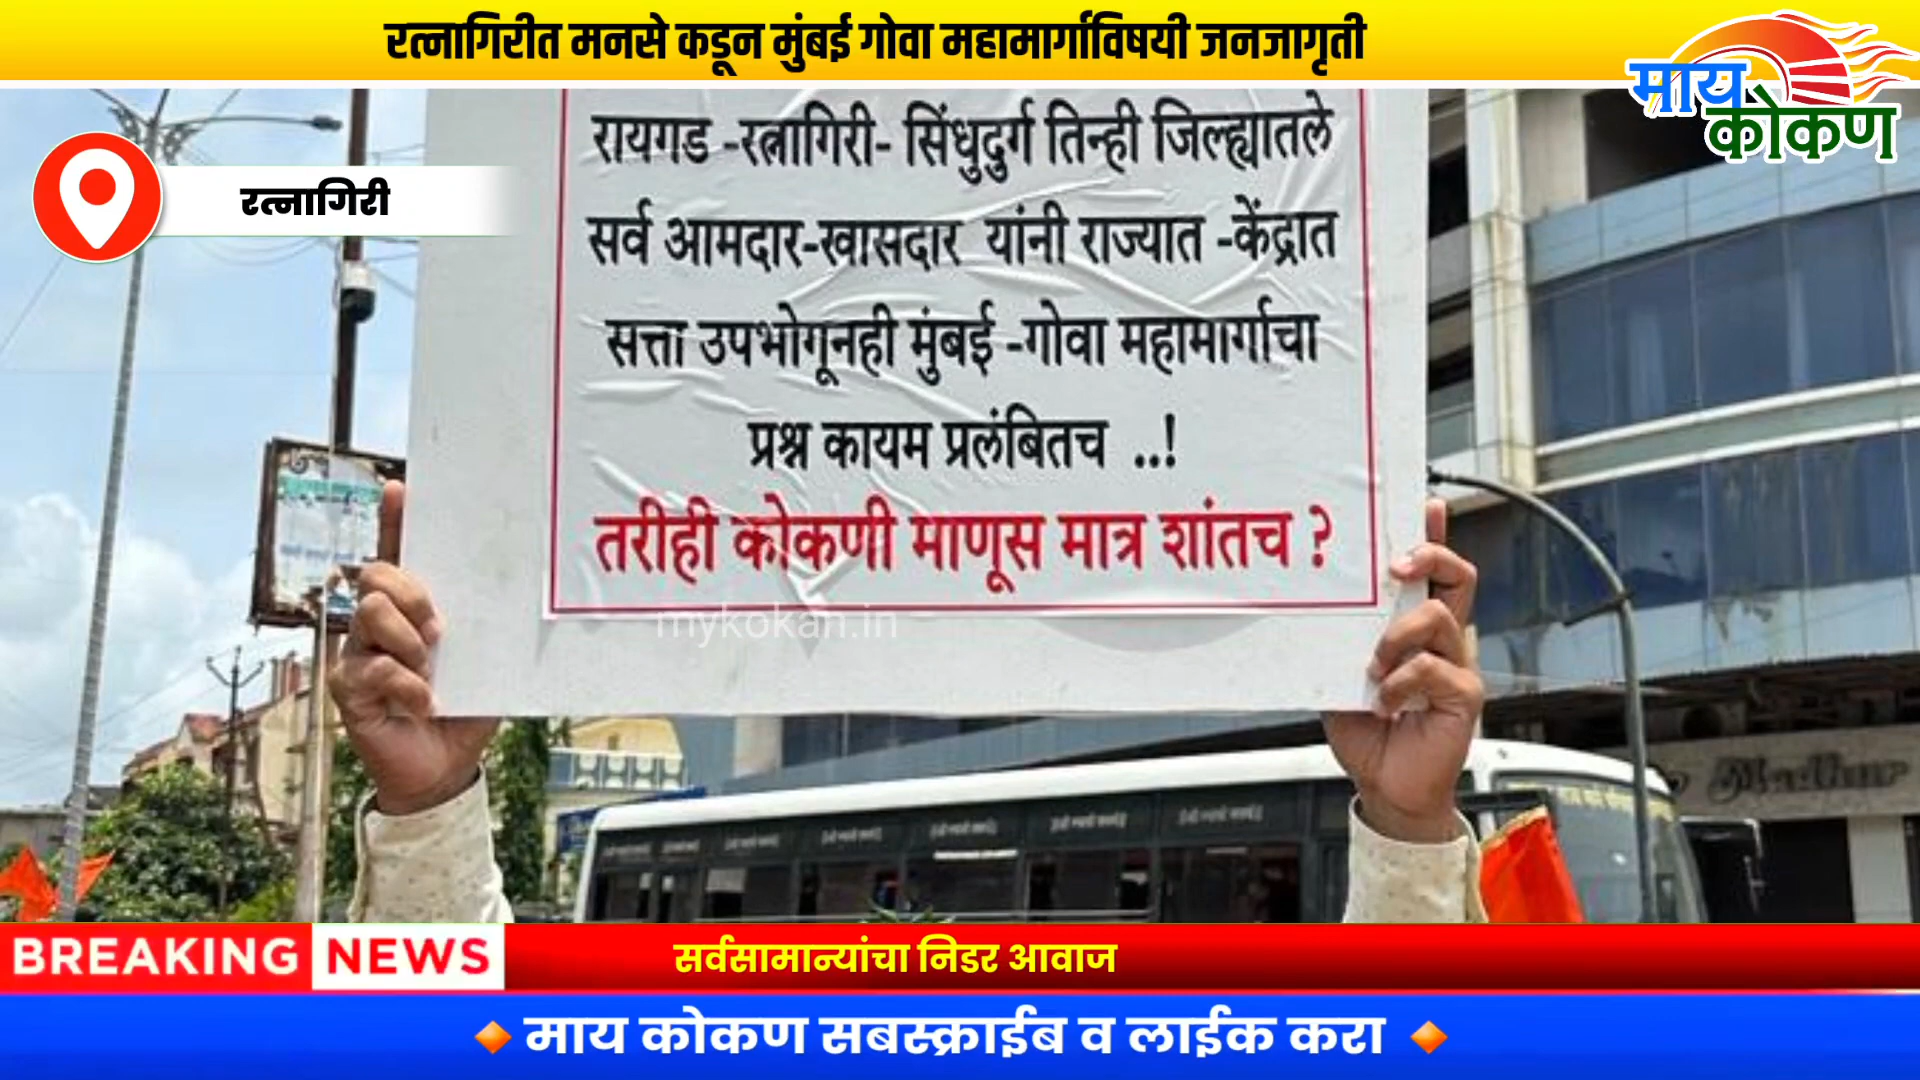 रत्नागिरीत मनसे कडून मुंबई गोवा महामार्गाविषयी जनजागृती
माय
कोकण
रत्नागिरी
रायगड -रत्नागिरी- सिंधुदुर्ग तिन्ही जिल्ह्यातले
सर्व आमदार-खासदार यांनी राज्यात -केंद्रात
सत्ता उपभोगूनही मुंबई -गोवा महामार्गाचा
प्रश्न कायम प्रलंबितच ..!
तरीही कोकणी माणूस मात्र शांतच ?
mykokan.in
BREAKING NEWS
सर्वसामान्यांचा निडर आवाज
माय कोकण सबस्क्राईब व लाईक करा